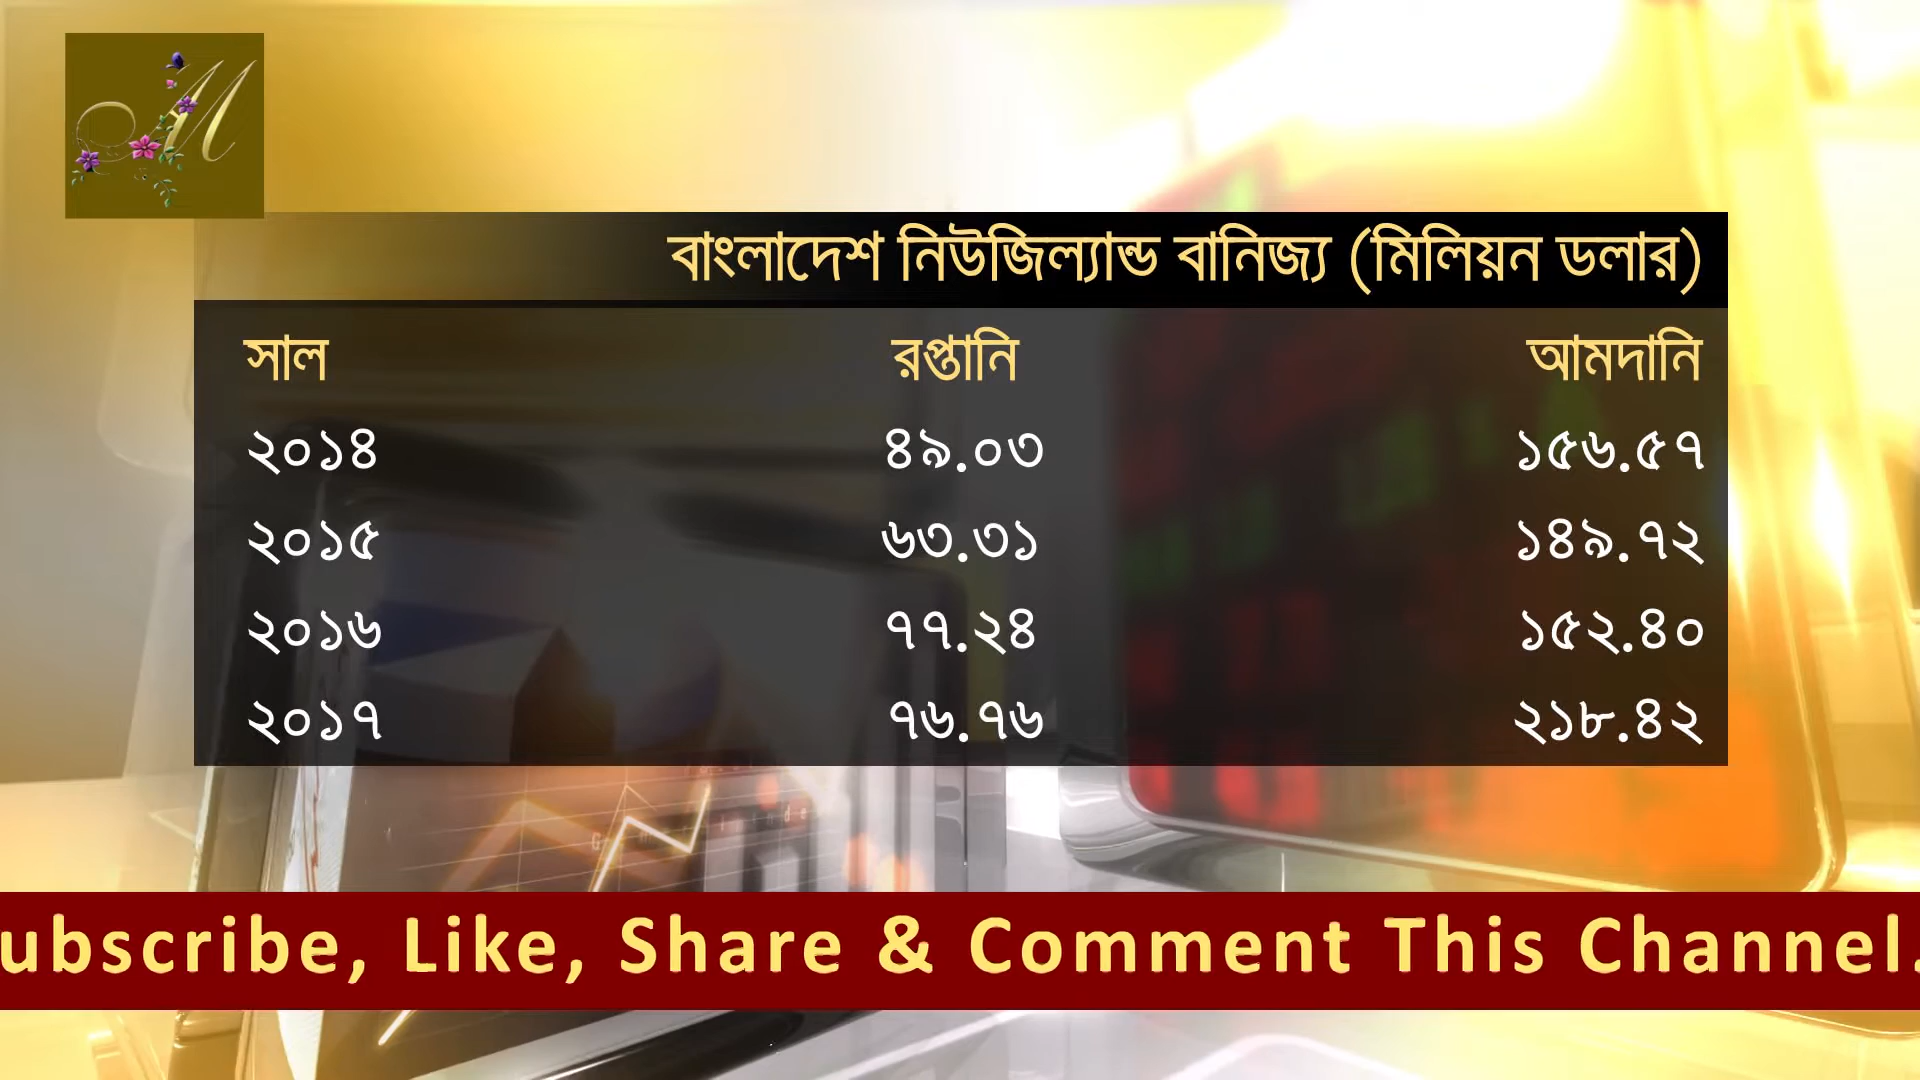 বাংলাদেশ নিউজিল্যান্ড বানিজ্য (মিলিয়ন ডলার)
সাল রপ্তানি আমদানি
২০১৪ ৪৯.০৩ ১৫৬.৫৭
২০১৫ ৬৩.৩১ ১৪৯.৭২
২০১৬ ৭৭.২৪ ১৫২.৪০
২০১৭ ৭৬.৭৬ ২১৮.৪২
ubscribe, Like, Share & Comment This Channel.